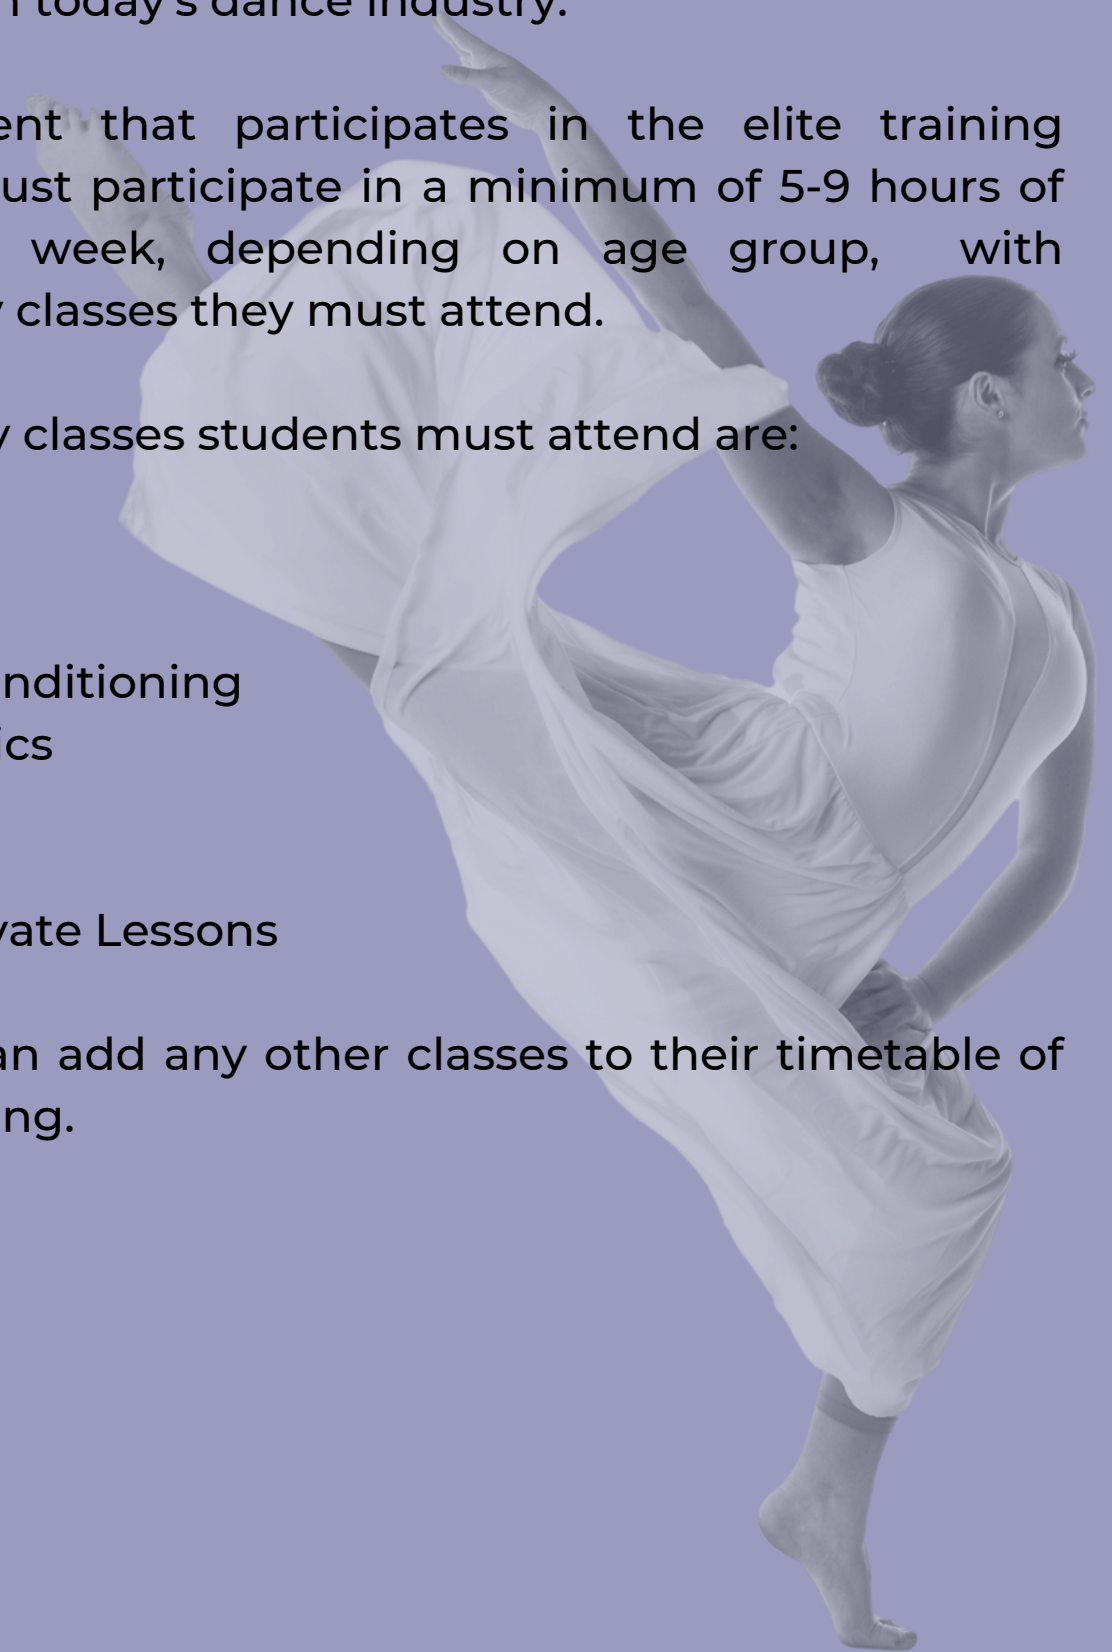 today's dance industry.
that participates in the elite training
participate in a minimum of 5-9 hours of
week, depending on age group, with
classes they must attend.
classes students must attend are:
nditioning
ics
vate Lessons
an add any other classes to their timetable of
ng.